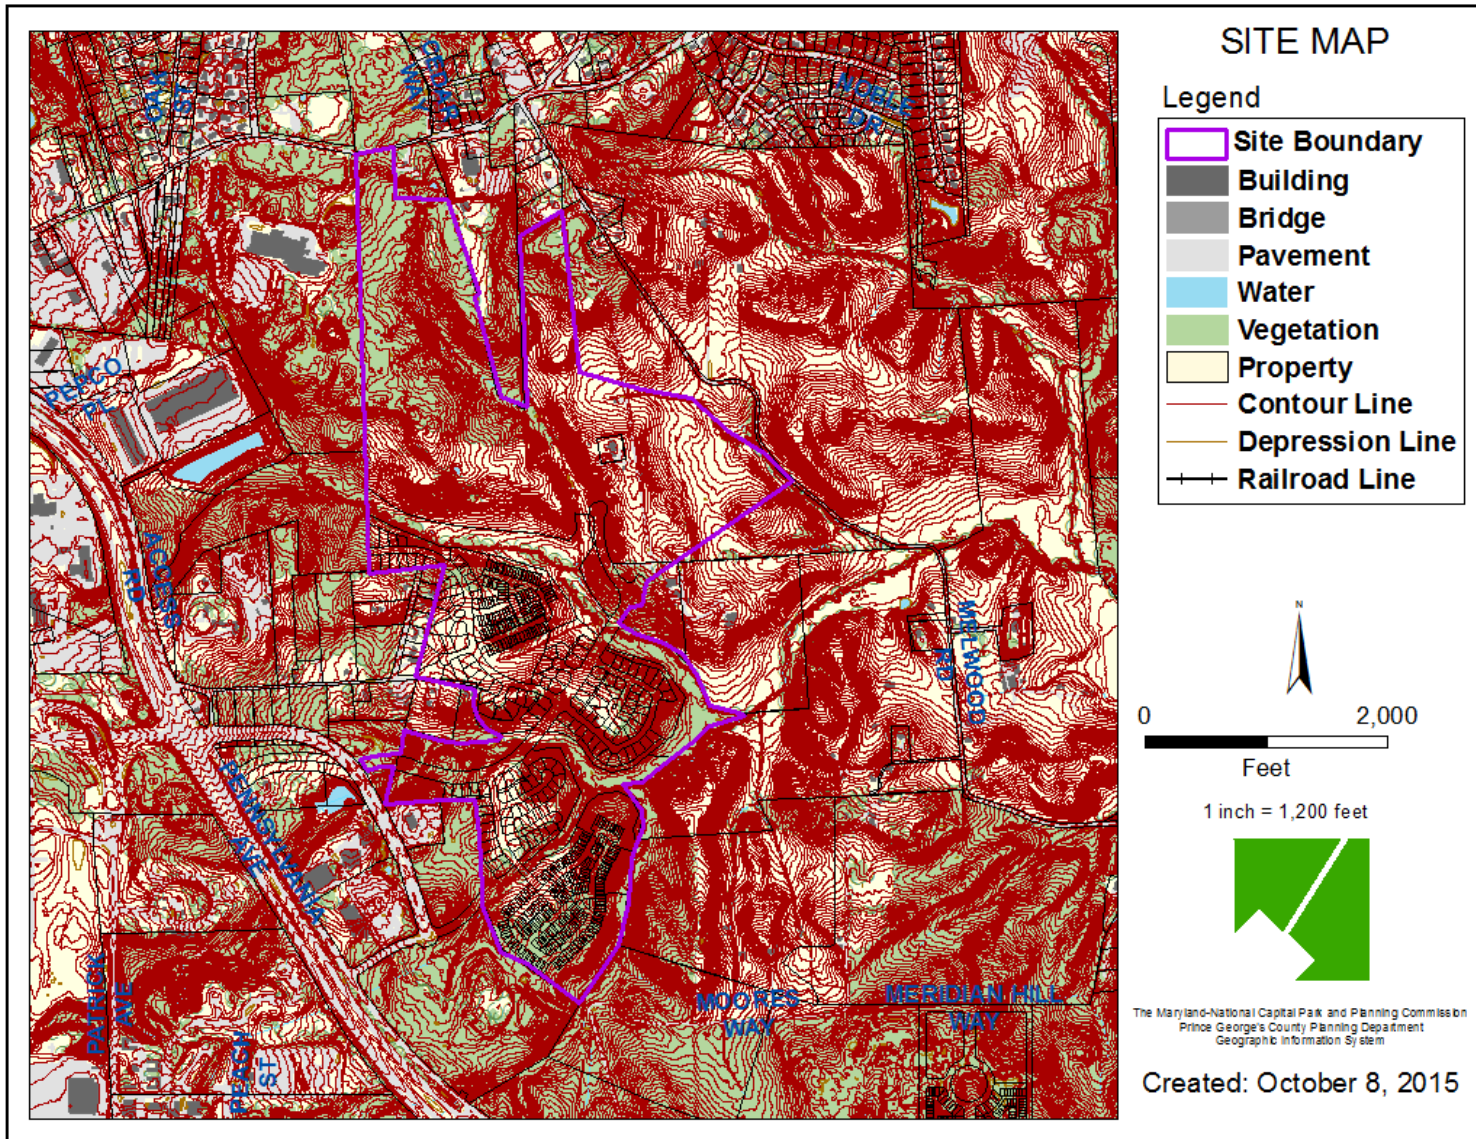 SITE MAP
Legend
Site Boundary
Building
Bridge
Pavement
Water
Vegetation
Property
Contour Line
Depression Line
Railroad Line
CEDAR
WAY
NOBLE
DR
PEPCO
PL
ACCESS
RD
MELWOOD
RD
PENNSYLVANIA
AVE
PATRICK
AVE
PEACH
ST
MOORES
WAY
MERIDIAN HILL
WAY
N
0 2,000
Feet
1 inch = 1,200 feet
The Maryland-National Capital Park and Planning Commission
Prince George's County Planning Department
Geographic Information System
Created: October 8, 2015